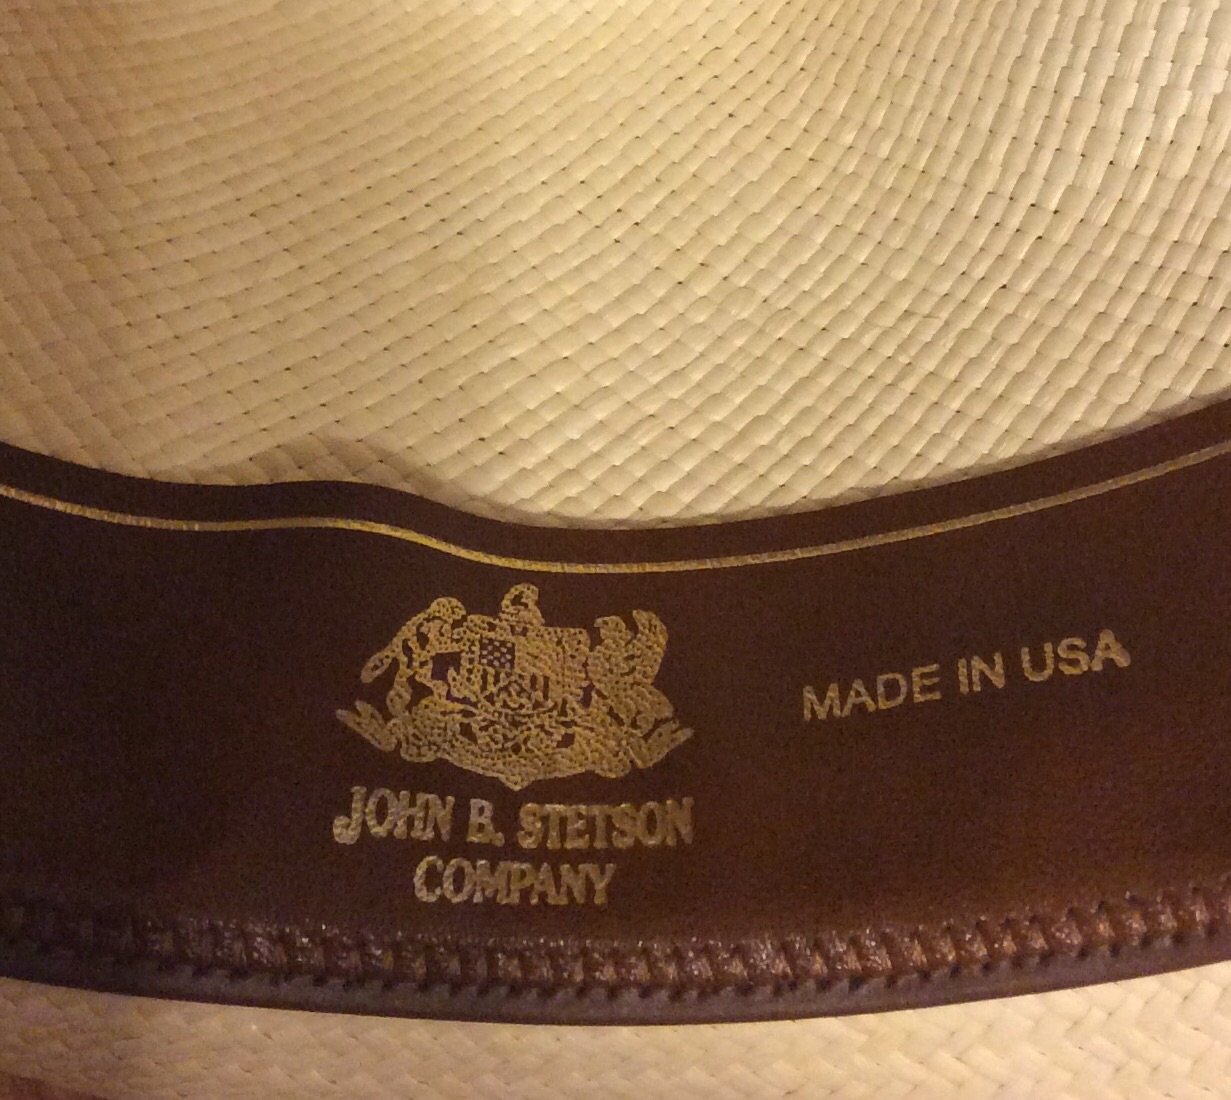 JOHN B. STETSON
COMPANY
MADE IN USA